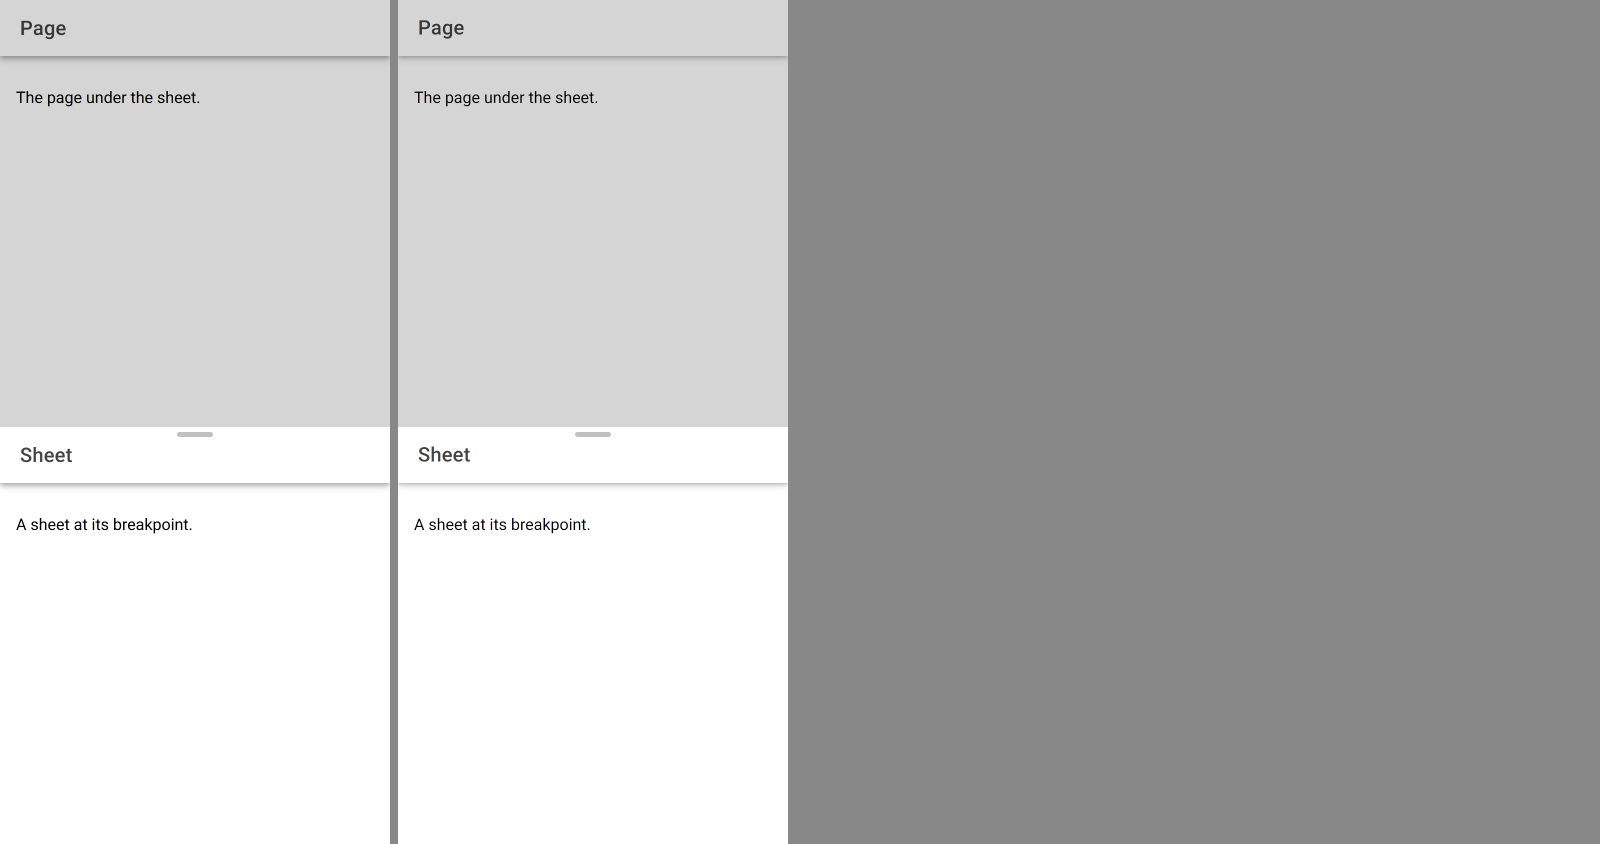 Page
The page under the sheet.
Sheet
A sheet at its breakpoint.
Page
The page under the sheet.
Sheet
A sheet at its breakpoint.